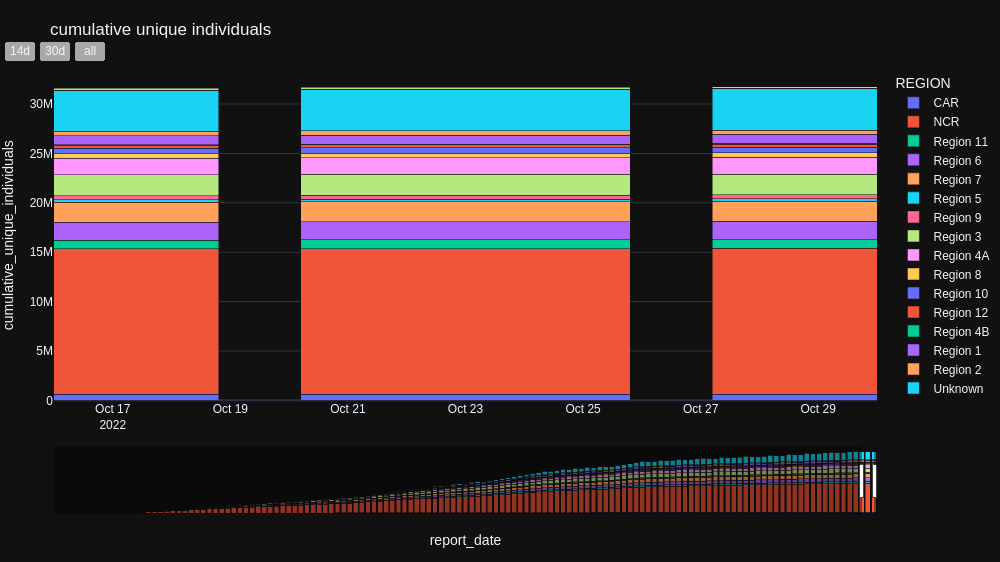 cumulative unique individuals
14d 30d all
cumulative_unique_individuals
30M
25M
20M
15M
10M
5M
0
Oct 17 Oct 19 Oct 21 Oct 23 Oct 25 Oct 27 Oct 29
2022
report_date
REGION
CAR
NCR
Region 11
Region 6
Region 7
Region 5
Region 9
Region 3
Region 4A
Region 8
Region 10
Region 12
Region 4B
Region 1
Region 2
Unknown